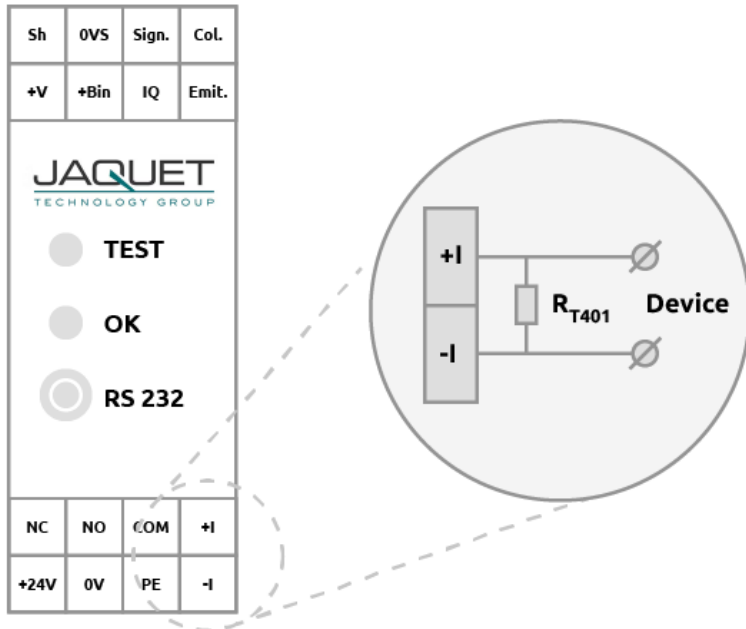 Sh 0VS Sign. Col.
+V +Bin IQ Emit.
JAQUET
TECHNOLOGY GROUP
TEST
OK
RS 232
NC NO COM +I
+24V 0V PE -I
+I
RT401 Device
-I